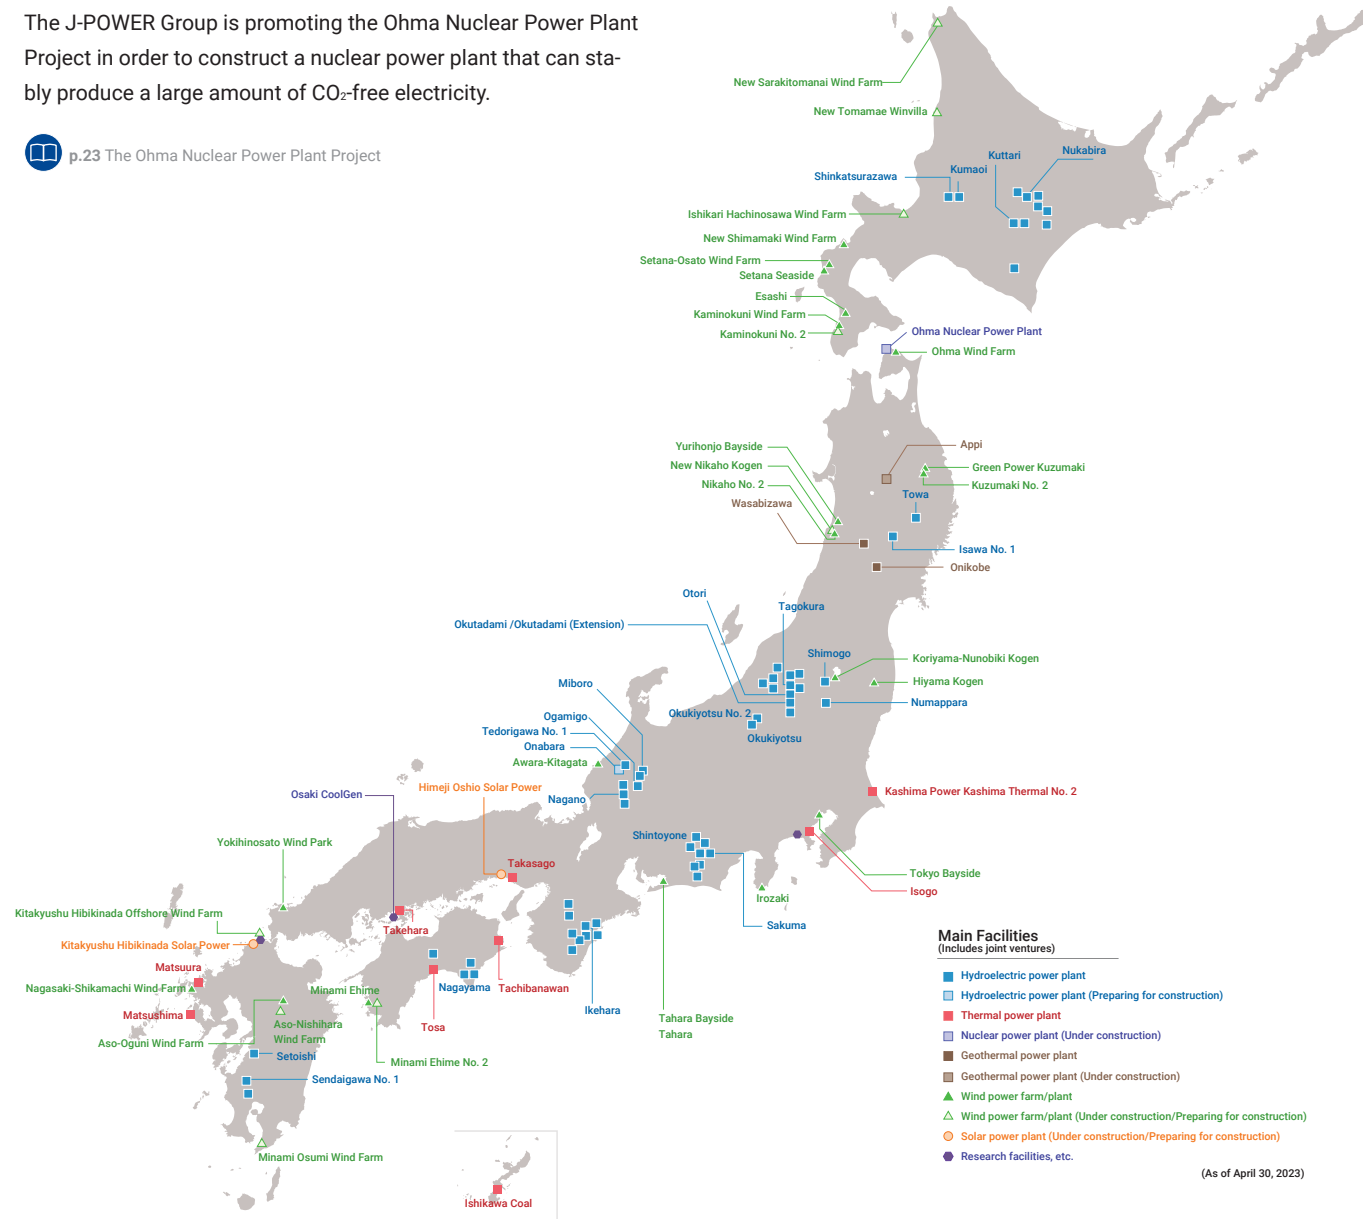 The J-POWER Group is promoting the Ohma Nuclear Power Plant
Project in order to construct a nuclear power plant that can sta-
bly produce a large amount of CO₂-free electricity.
p.23 The Ohma Nuclear Power Plant Project
New Sarakitomanai Wind Farm
New Tomamae Winvilla
Nukabira
Kuttari
Kumaoi
Shinkatsurazawa
Ishikari Hachinosawa Wind Farm
New Shimamaki Wind Farm
Setana-Osato Wind Farm
Setana Seaside
Esashi
Kaminokuni Wind Farm
Kaminokuni No. 2
Ohma Nuclear Power Plant
Ohma Wind Farm
Yurihonjo Bayside
New Nikaho Kogen
Nikaho No. 2
Wasabizawa
Appi
Green Power Kuzumaki
Kuzumaki No. 2
Towa
Isawa No. 1
Onikobe
Otori
Tagokura
Okutadami /Okutadami (Extension)
Shimogo
Koriyama-Nunobiki Kogen
Hiyama Kogen
Numappara
Miboro
Okukiyotsu No. 2
Okukiyotsu
Ogamigo
Tedorigawa No. 1
Onabara
Awara-Kitagata
Nagano
Himeji Oshio Solar Power
Osaki CoolGen
Kashima Power Kashima Thermal No. 2
Shintoyone
Yokihinosato Wind Park
Takasago
Tokyo Bayside
Isogo
Irozaki
Sakuma
Kitakyushu Hibikinada Offshore Wind Farm
Takehara
Kitakyushu Hibikinada Solar Power
Matsuura
Nagasaki-Shikamachi Wind Farm
Minami Ehime
Nagayama
Tachibanawan
Matsushima
Ikehara
Tahara Bayside
Tahara
Tosa
Aso-Nishihara
Wind Farm
Aso-Oguni Wind Farm
Setoishi
Minami Ehime No. 2
Sendaigawa No. 1
Minami Osumi Wind Farm
Ishikawa Coal
Main Facilities
(Includes joint ventures)
Hydroelectric power plant
Hydroelectric power plant (Preparing for construction)
Thermal power plant
Nuclear power plant (Under construction)
Geothermal power plant
Geothermal power plant (Under construction)
Wind power farm/plant
Wind power farm/plant (Under construction/Preparing for construction)
Solar power plant (Under construction/Preparing for construction)
Research facilities, etc.
(As of April 30, 2023)